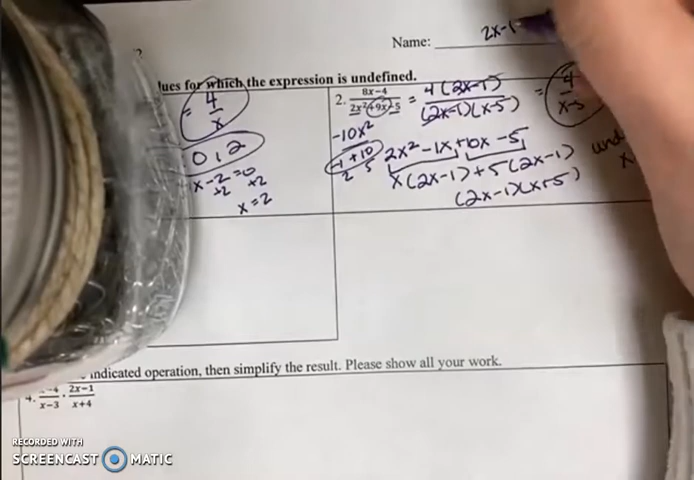 Name: 2x-1
lues for which the expression is undefined.
= 4/x
0, 2
x-2=0
+2 +2
x=2
2. 8x-4 / 2x²+9x-5 = 4(2x-1) / (2x-1)(x-5) = 4 / x-5
-10x²
-1+10
2 5
2x²-1x+10x-5
x(2x-1)+5(2x-1)
(2x-1)(x+5)
und
x
indicated operation, then simplify the result. Please show all your work.
4. -4 / x-3 · 2x-1 / x+4
RECORDED WITH
SCREENCAST MATIC